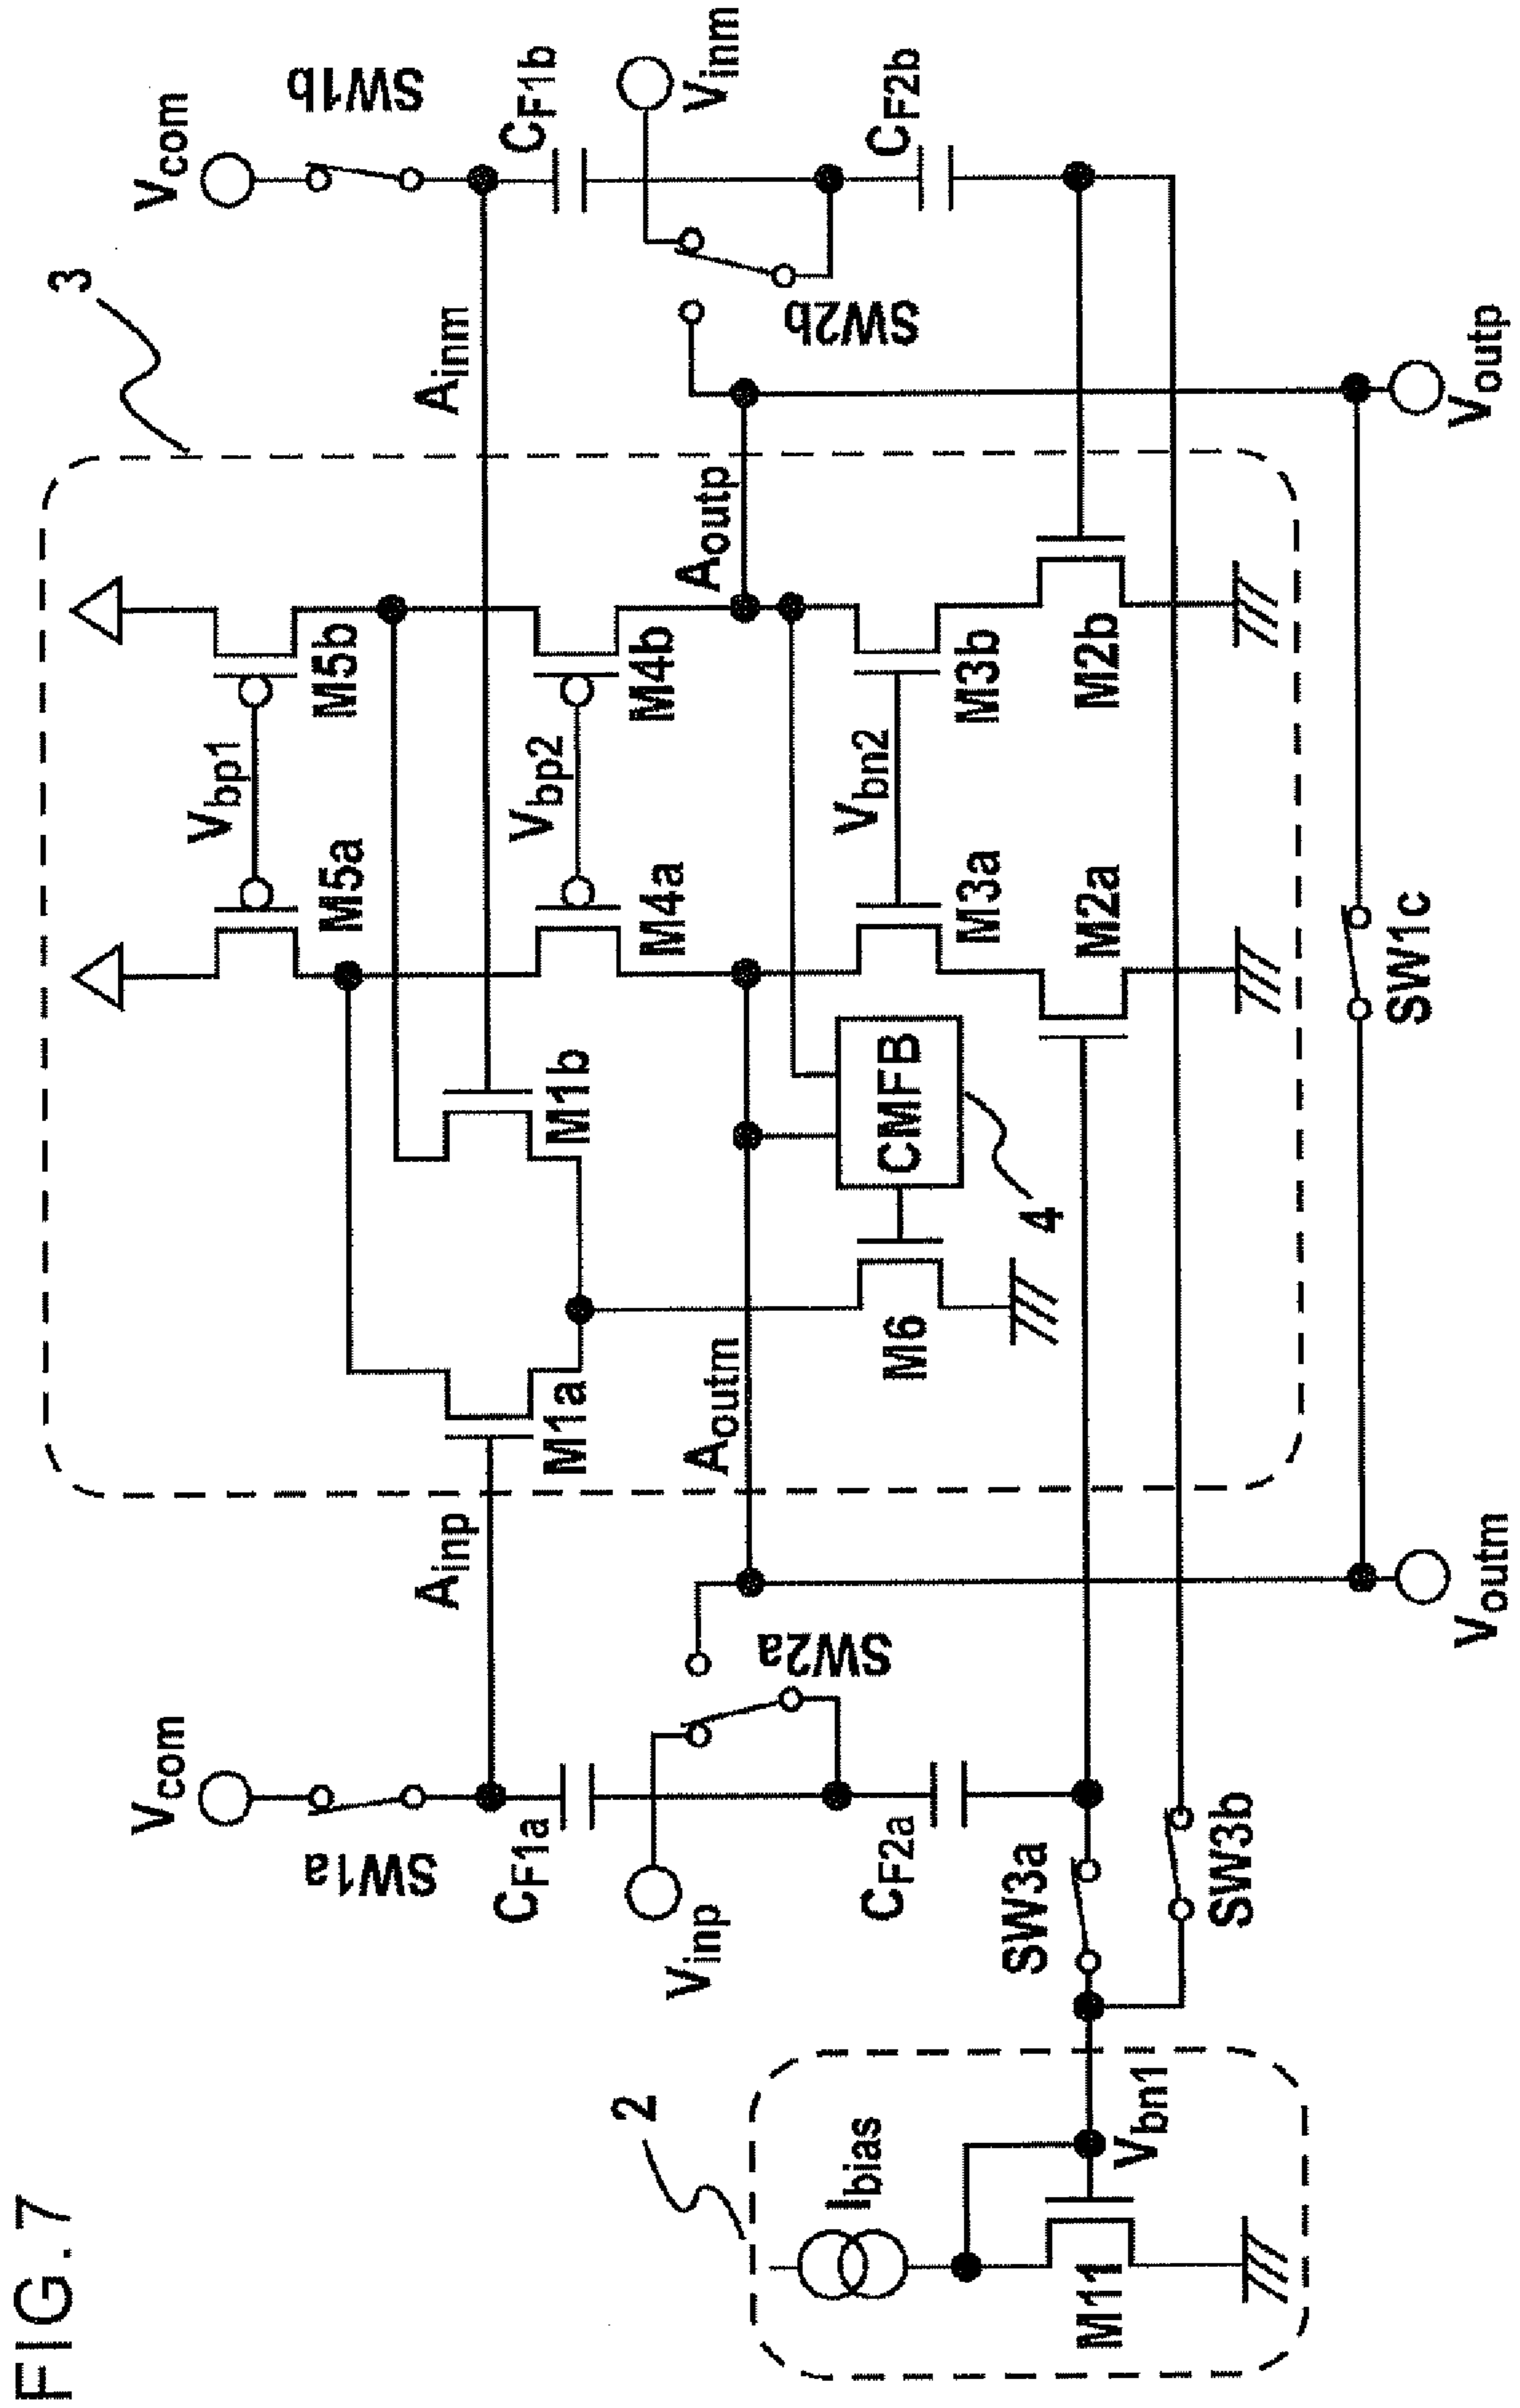 FIG. 7
3
Vcom
Vcom
SW1a
SW1b
Vbp1
M5a
M5b
Ainp
Ainm
CF1a
CF1b
M1a
M1b
Vbp2
M4a
M4b
Vinp
Vinm
Aoutm
Aoutp
SW2a
SW2b
2
Ibias
CF2a
CF2b
M6
CMFB
Vbn2
M3a
M3b
4
SW3a
M11
Vbn1
M2a
M2b
SW3b
SW1c
Voutm
Voutp